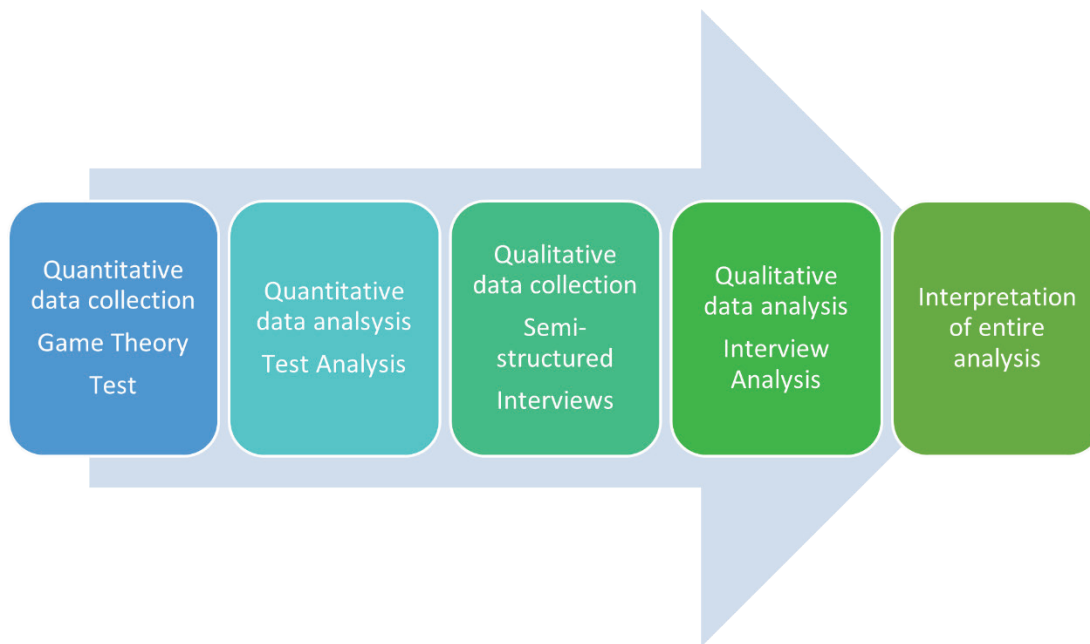 Quantitative
data collection
Game Theory
Test
Quantitative
data analsysis
Test Analysis
Qualitative
data collection
Semi-
structured
Interviews
Qualitative
data analysis
Interview
Analysis
Interpretation
of entire
analysis